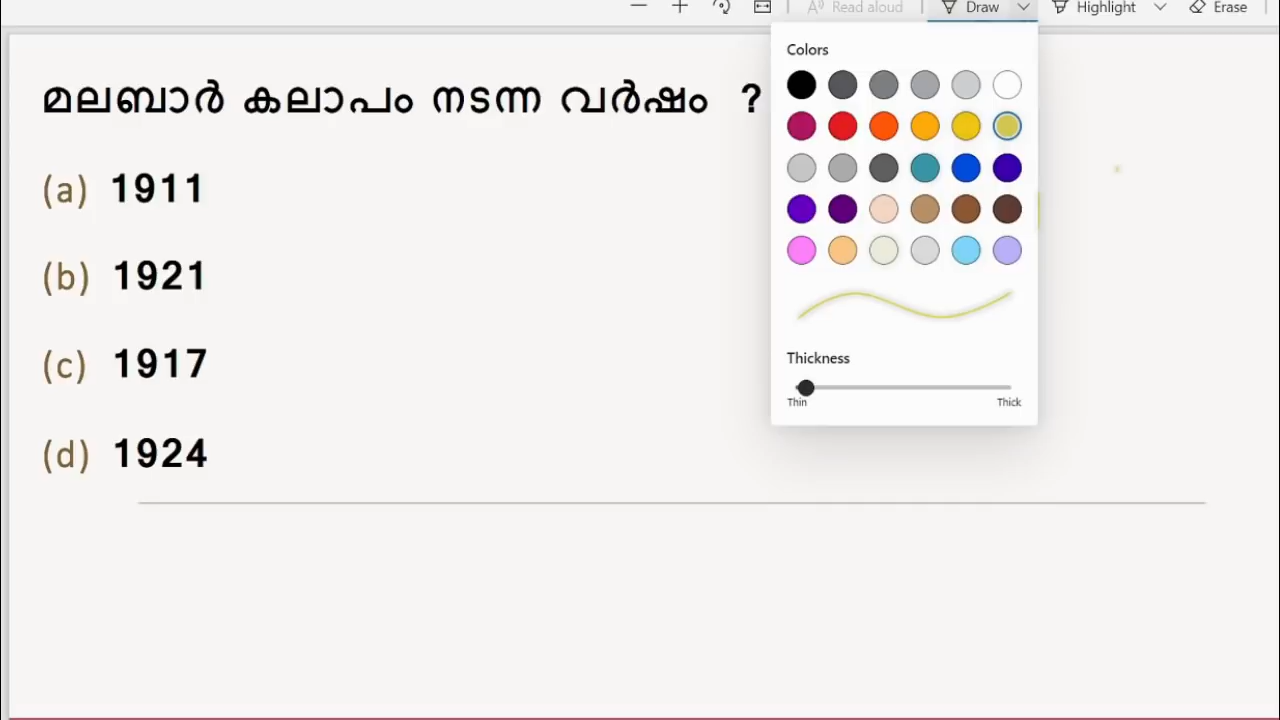 Read aloud Draw Highlight Erase
Colors
മലബാർ കലാപം നടന്ന വർഷം ?
(a) 1911
(b) 1921
(c) 1917
(d) 1924
Thickness
Thin Thick